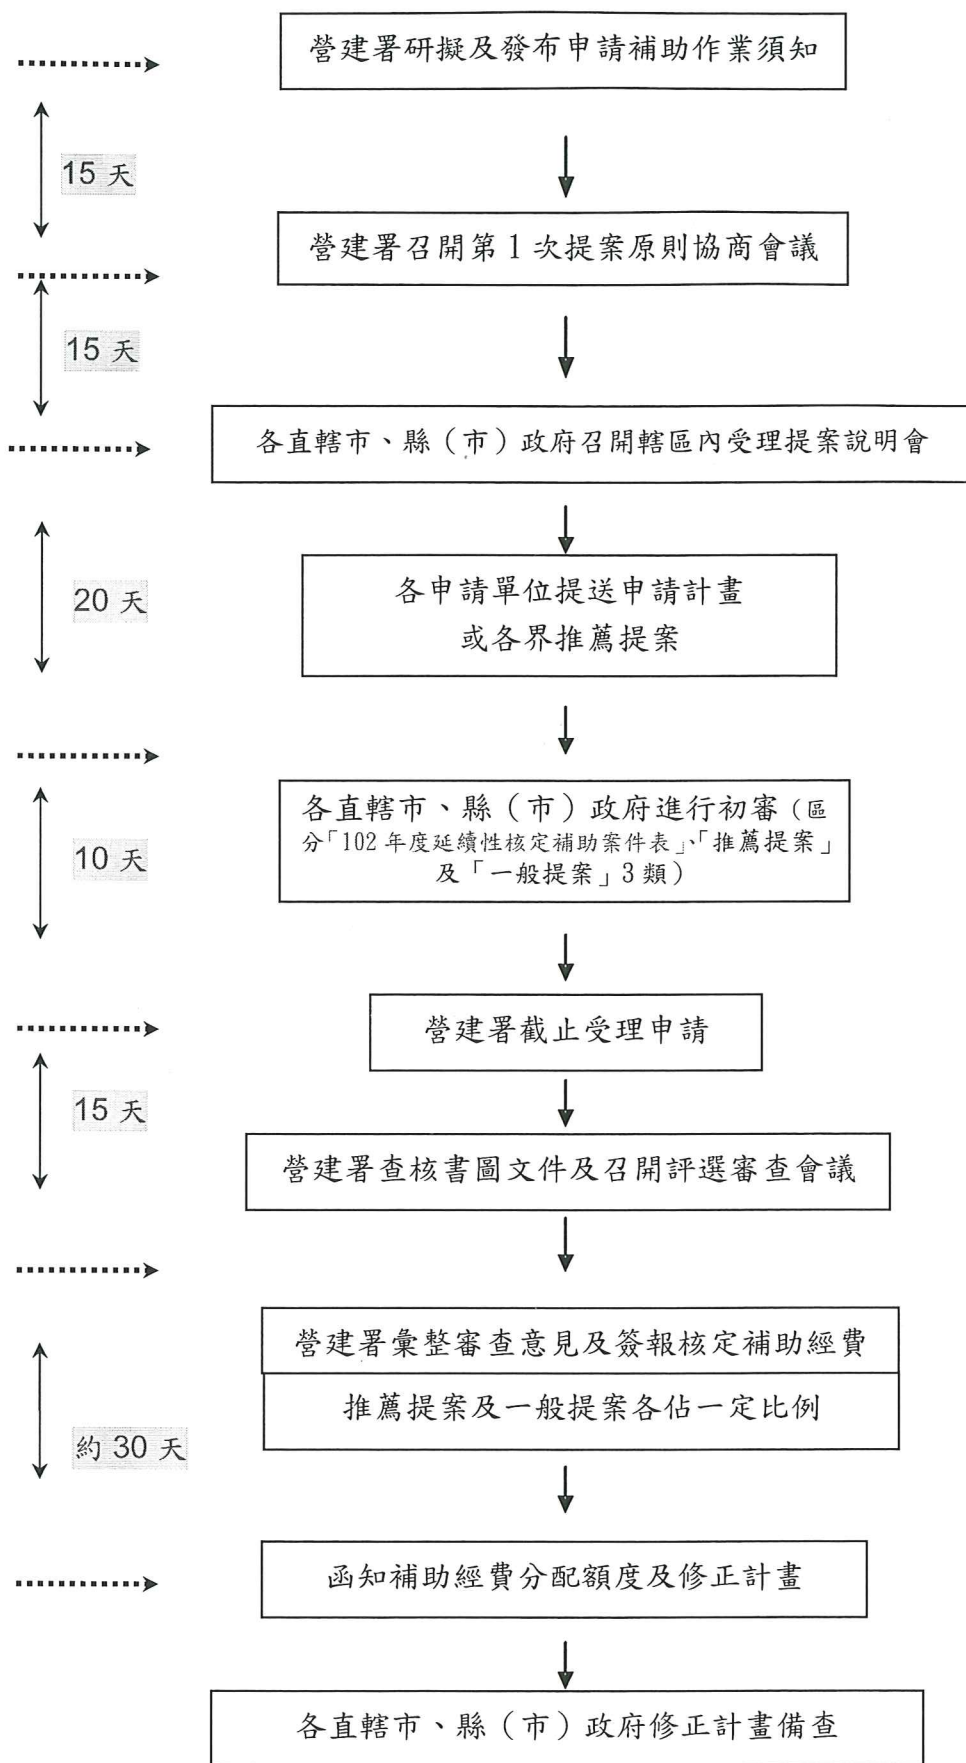 營建署研擬及發布申請補助作業須知
15 天
營建署召開第 1 次提案原則協商會議
15 天
各直轄市、縣（市）政府召開轄區內受理提案說明會
20 天
各申請單位提送申請計畫
或各界推薦提案
10 天
各直轄市、縣（市）政府進行初審（區
分「102 年度延續性核定補助案件表」、「推薦提案」
及「一般提案」3 類）
營建署截止受理申請
15 天
營建署查核書圖文件及召開評選審查會議
營建署彙整審查意見及簽報核定補助經費
推薦提案及一般提案各佔一定比例
約 30 天
函知補助經費分配額度及修正計畫
各直轄市、縣（市）政府修正計畫備查